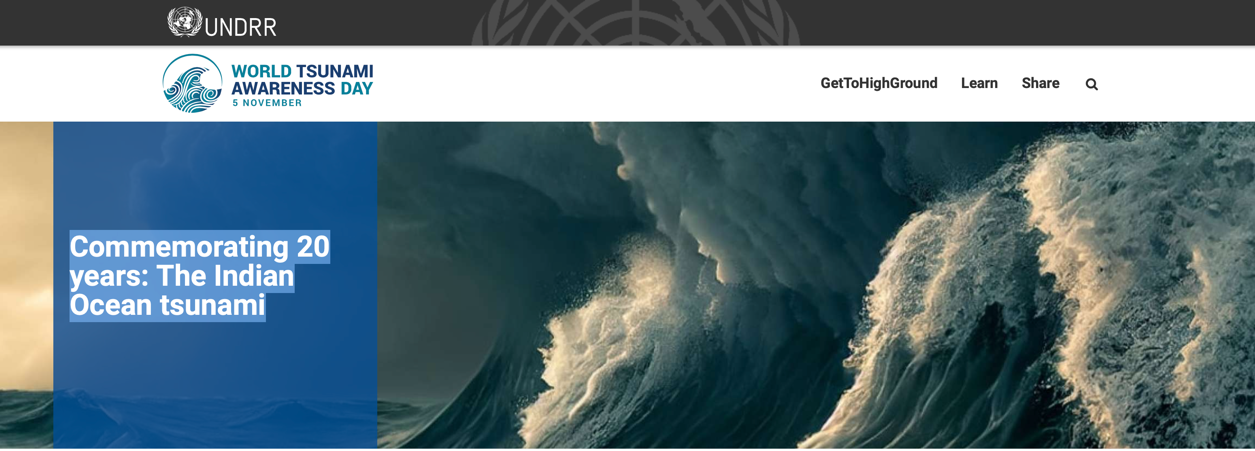 UNDRR
WORLD TSUNAMI
AWARENESS DAY
5 NOVEMBER
GetToHighGround Learn Share
Commemorating 20
years: The Indian
Ocean tsunami